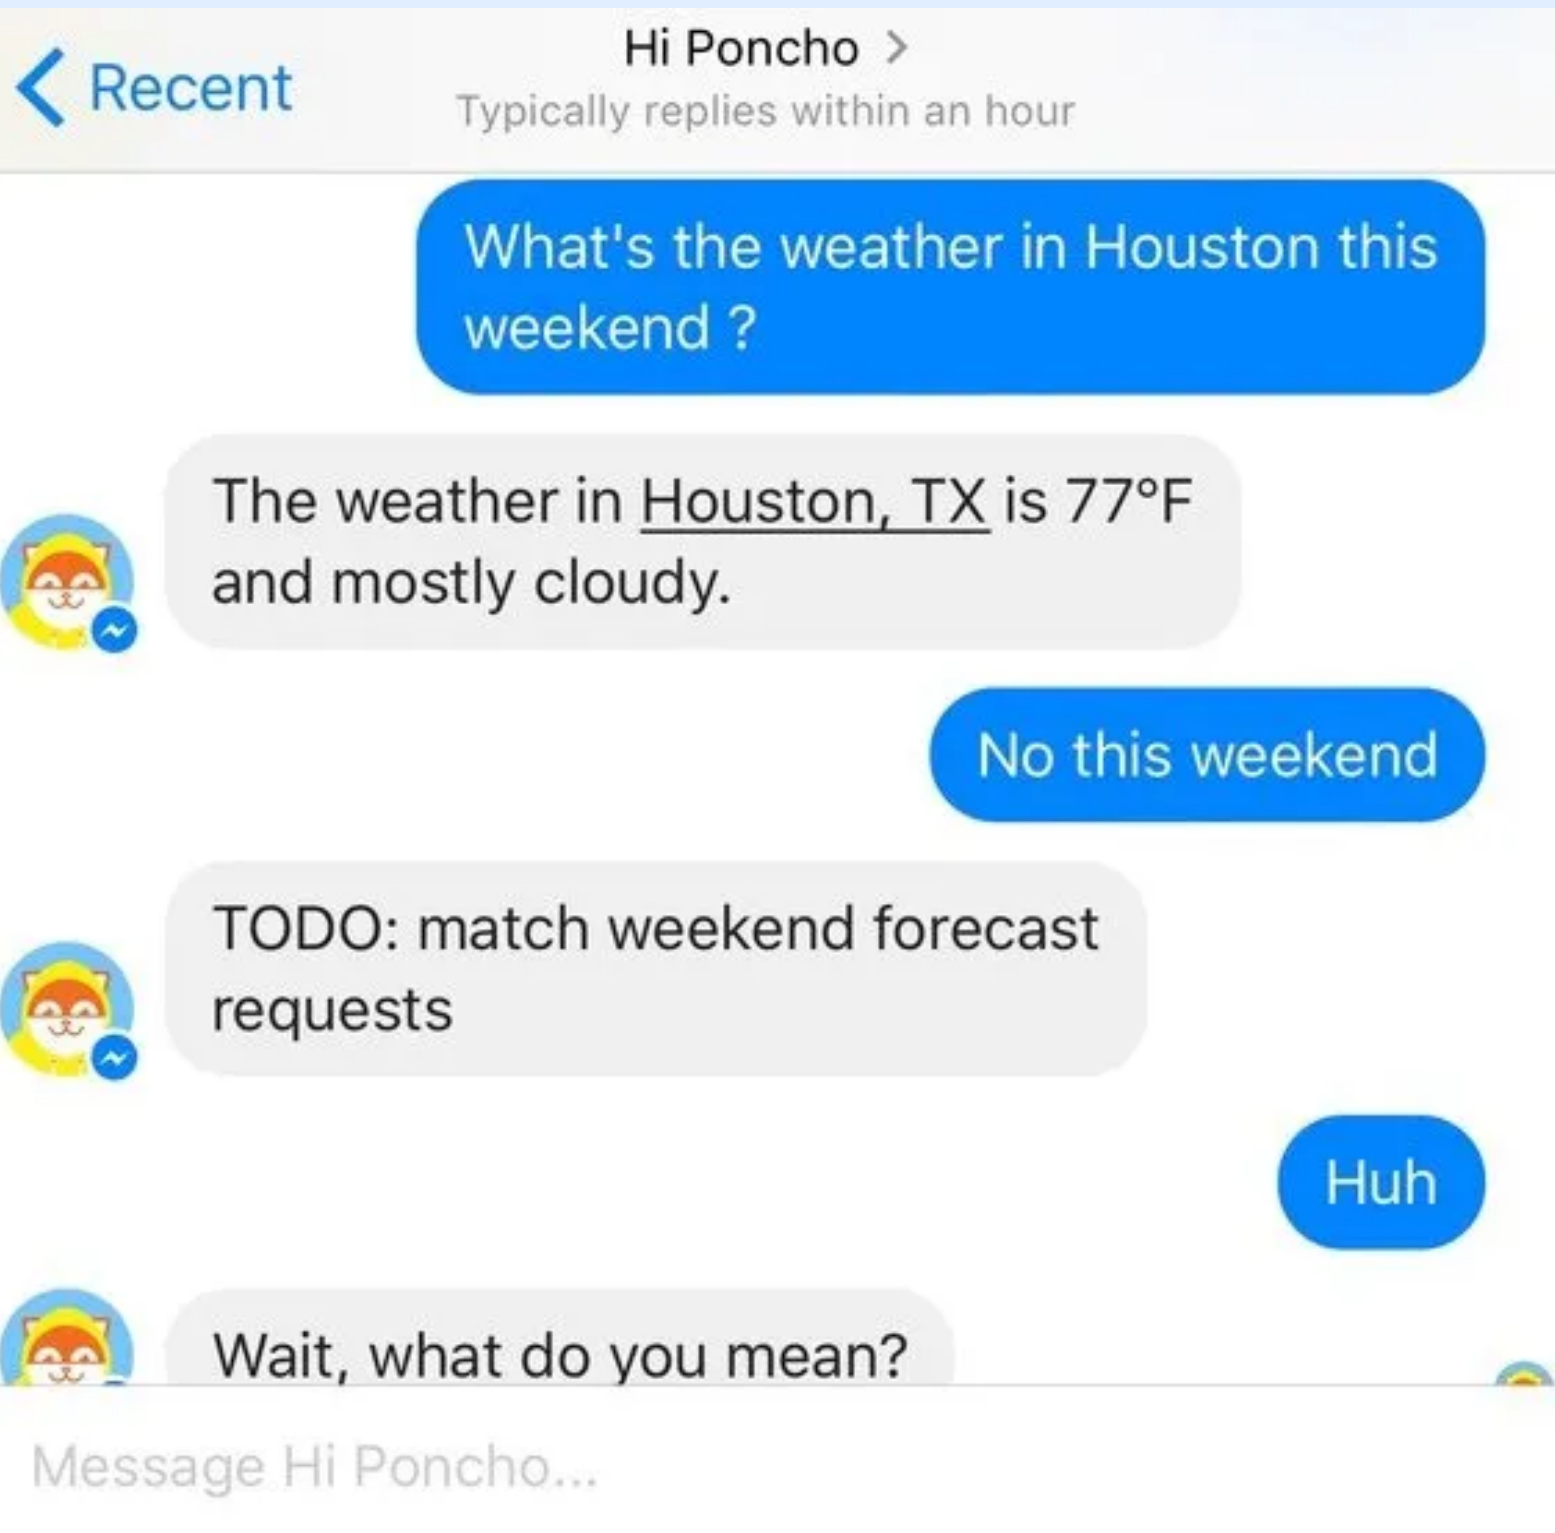 Recent
Hi Poncho >
Typically replies within an hour
What's the weather in Houston this
weekend ?
The weather in Houston, TX is 77°F
and mostly cloudy.
No this weekend
TODO: match weekend forecast
requests
Huh
Wait, what do you mean?
Message Hi Poncho...